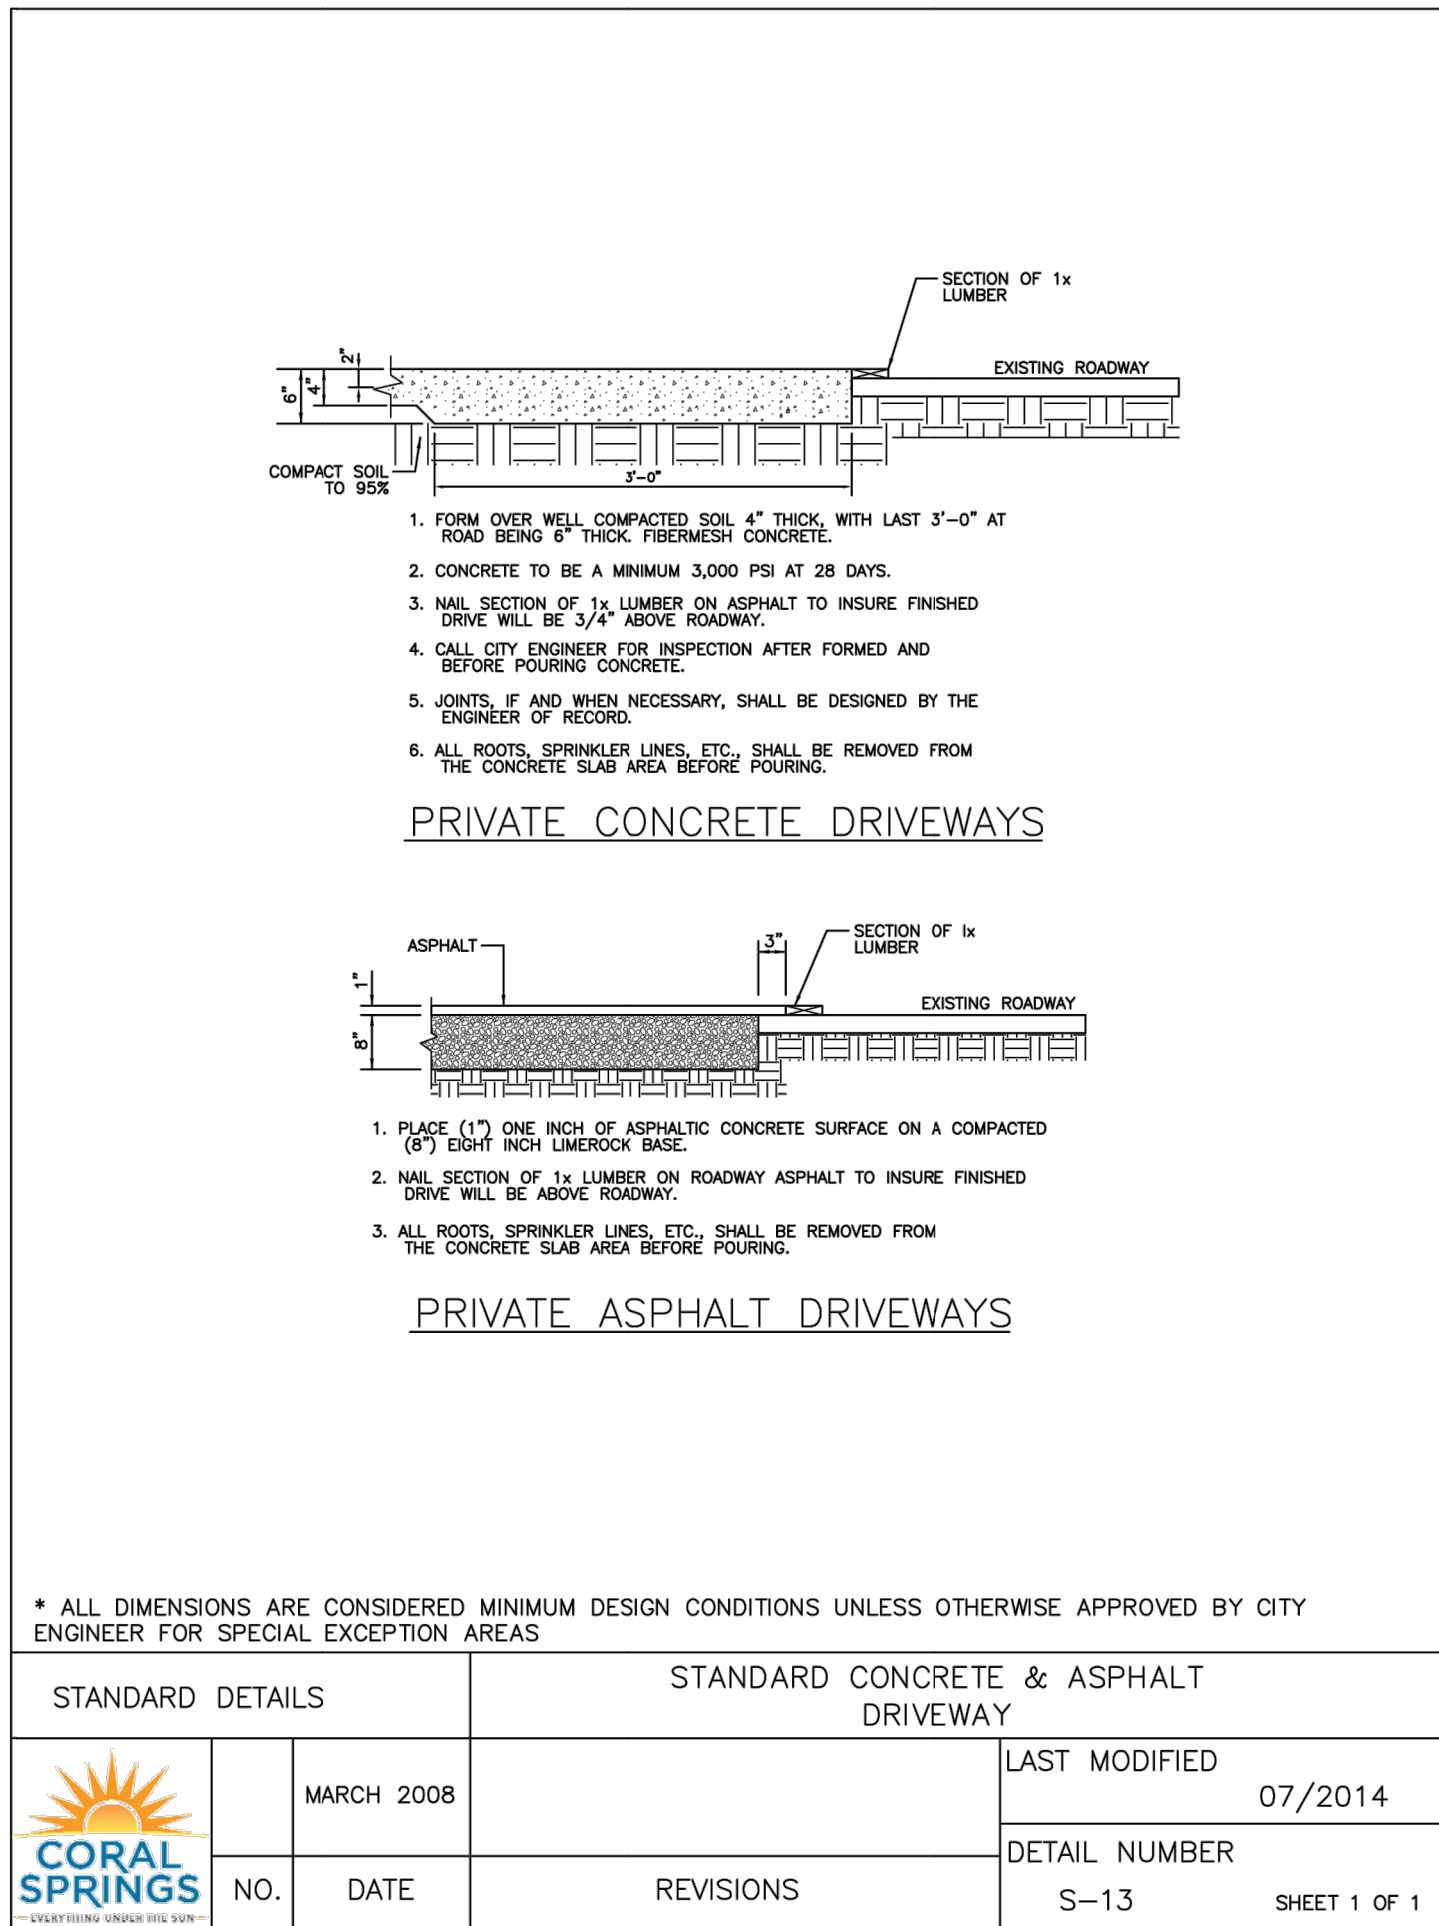 SECTION OF 1x
LUMBER
EXISTING ROADWAY
2"
4"
6"
COMPACT SOIL
TO 95%
3'-0"
1. FORM OVER WELL COMPACTED SOIL 4" THICK, WITH LAST 3'-0" AT
ROAD BEING 6" THICK. FIBERMESH CONCRETE.
2. CONCRETE TO BE A MINIMUM 3,000 PSI AT 28 DAYS.
3. NAIL SECTION OF 1x LUMBER ON ASPHALT TO INSURE FINISHED
DRIVE WILL BE 3/4" ABOVE ROADWAY.
4. CALL CITY ENGINEER FOR INSPECTION AFTER FORMED AND
BEFORE POURING CONCRETE.
5. JOINTS, IF AND WHEN NECESSARY, SHALL BE DESIGNED BY THE
ENGINEER OF RECORD.
6. ALL ROOTS, SPRINKLER LINES, ETC., SHALL BE REMOVED FROM
THE CONCRETE SLAB AREA BEFORE POURING.
PRIVATE CONCRETE DRIVEWAYS
ASPHALT
3"
SECTION OF Ix
LUMBER
1"
EXISTING ROADWAY
8"
1. PLACE (1") ONE INCH OF ASPHALTIC CONCRETE SURFACE ON A COMPACTED
(8") EIGHT INCH LIMEROCK BASE.
2. NAIL SECTION OF 1x LUMBER ON ROADWAY ASPHALT TO INSURE FINISHED
DRIVE WILL BE ABOVE ROADWAY.
3. ALL ROOTS, SPRINKLER LINES, ETC., SHALL BE REMOVED FROM
THE CONCRETE SLAB AREA BEFORE POURING.
PRIVATE ASPHALT DRIVEWAYS
* ALL DIMENSIONS ARE CONSIDERED MINIMUM DESIGN CONDITIONS UNLESS OTHERWISE APPROVED BY CITY
ENGINEER FOR SPECIAL EXCEPTION AREAS
STANDARD DETAILS
STANDARD CONCRETE & ASPHALT
DRIVEWAY
MARCH 2008
LAST MODIFIED
07/2014
CORAL
SPRINGS
EVERYTHING UNDER THE SUN
NO.
DATE
REVISIONS
DETAIL NUMBER
S-13
SHEET 1 OF 1